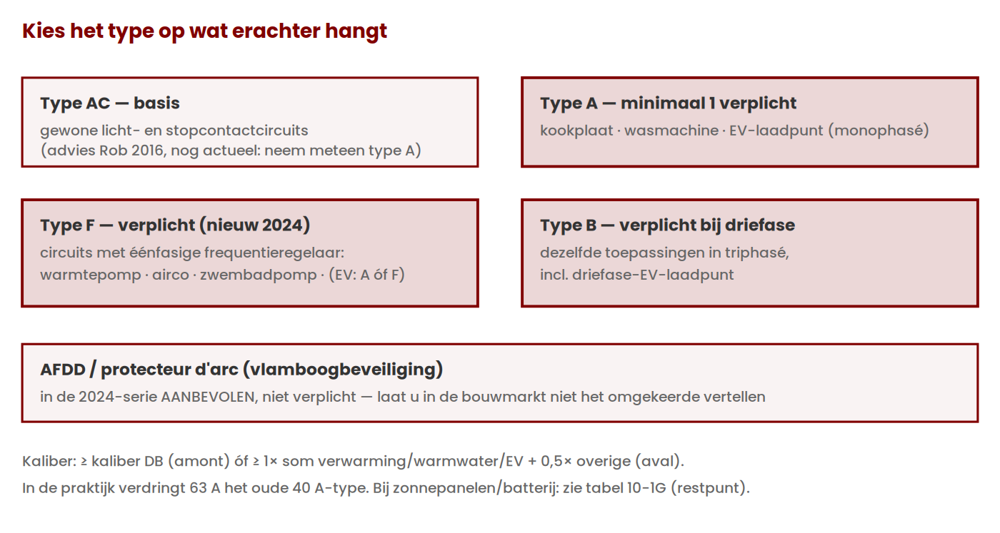 Kies het type op wat erachter hangt
Type AC — basis
gewone licht- en stopcontactcircuits
(advies Rob 2016, nog actueel: neem meteen type A)
Type A — minimaal 1 verplicht
kookplaat · wasmachine · EV-laadpunt (monophasé)
Type F — verplicht (nieuw 2024)
circuits met éénfasige frequentieregelaar:
warmtepomp · airco · zwembadpomp · (EV: A óf F)
Type B — verplicht bij driefase
dezelfde toepassingen in triphasé,
incl. driefase-EV-laadpunt
AFDD / protecteur d'arc (vlamboogbeveiliging)
in de 2024-serie AANBEVOLEN, niet verplicht — laat u in de bouwmarkt niet het omgekeerde vertellen
Kaliber: ≥ kaliber DB (amont) óf ≥ 1× som verwarming/warmwater/EV + 0,5× overige (aval).
In de praktijk verdringt 63 A het oude 40 A-type. Bij zonnepanelen/batterij: zie tabel 10-1G (restpunt).